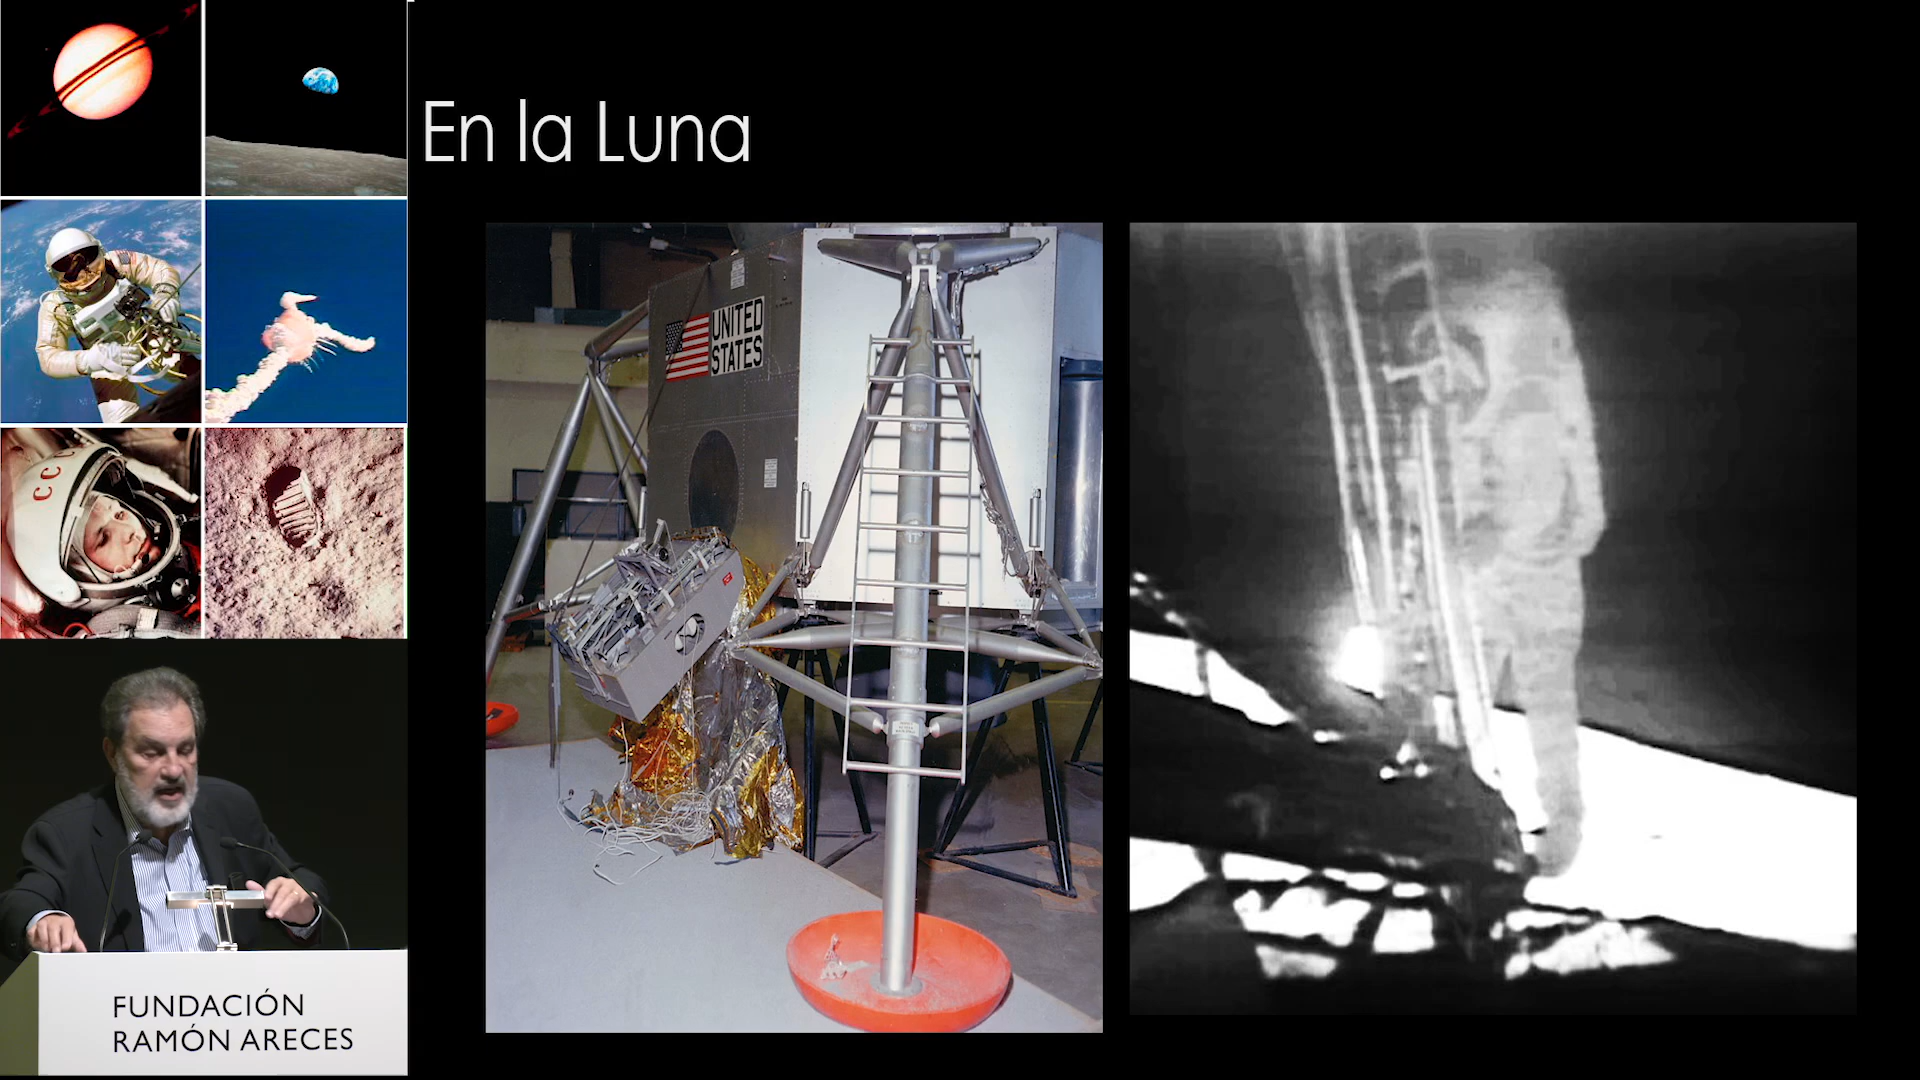 En la Luna
UNITED
STATES
CCC
FUNDACIÓN
RAMÓN ARECES